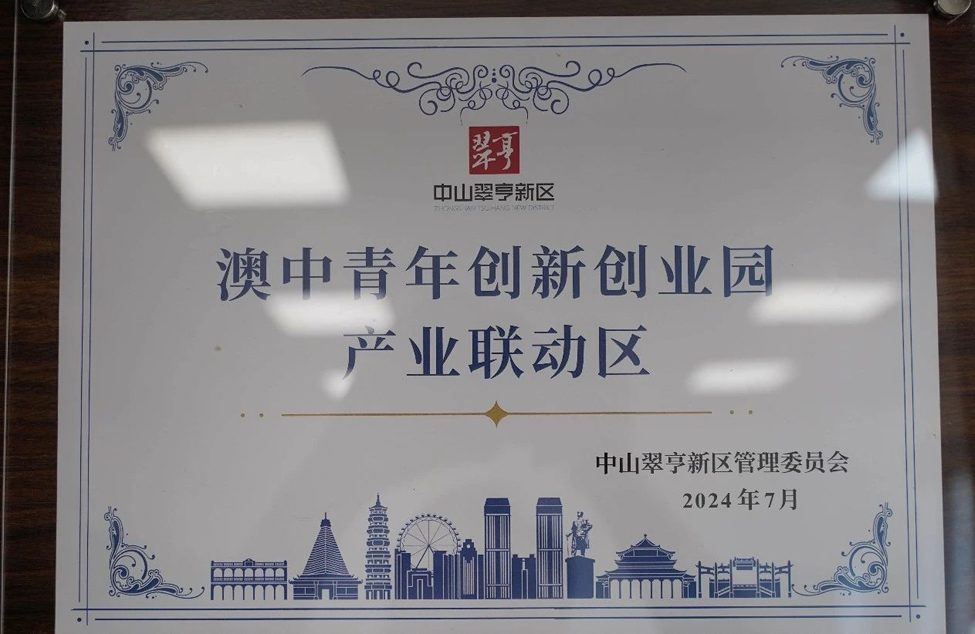 翠亨
中山翠亨新区
澳中青年创新创业园
产业联动区
中山翠亨新区管理委员会
2024年7月